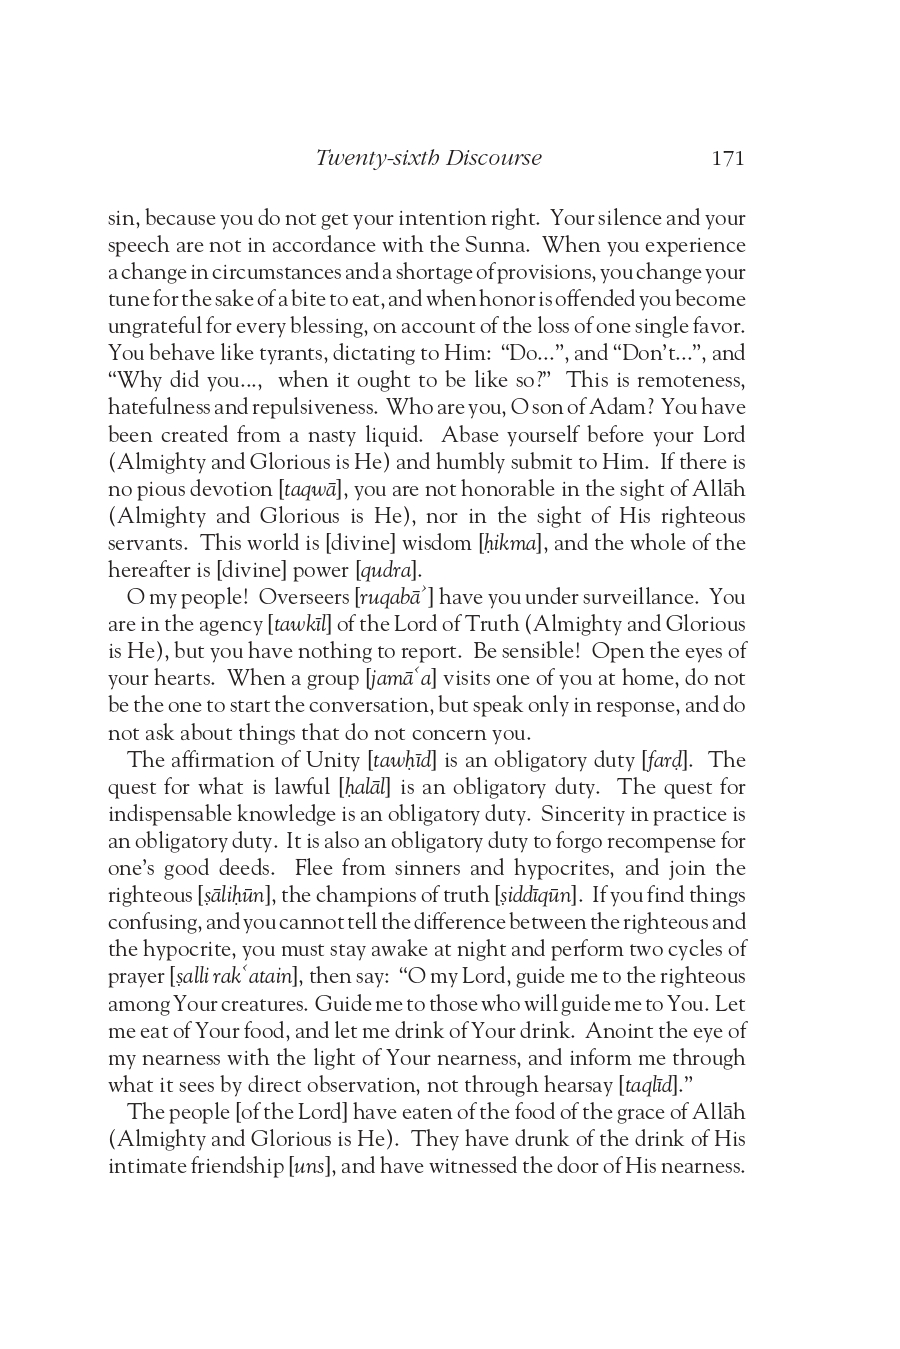 Twenty-sixth Discourse 171
sin, because you do not get your intention right.  Your silence and your
speech are not in accordance with the Sunna.  When you experience
a change in circumstances and a shortage of provisions, you change your
tune for the sake of a bite to eat, and when honor is offended you become
ungrateful for every blessing, on account of the loss of one single favor.
You behave like tyrants, dictating to Him:  “Do...”, and “Don’t...”, and
“Why did you...,  when it ought to be like so?”  This is remoteness,
hatefulness and repulsiveness.  Who are you, O son of Adam?  You have
been created from a nasty liquid.  Abase yourself before your Lord
(Almighty and Glorious is He) and humbly submit to Him.  If there is
no pious devotion [taqwā], you are not honorable in the sight of Allāh
(Almighty and Glorious is He), nor in the sight of His righteous
servants.  This world is [divine] wisdom [ḥikma], and the whole of the
hereafter is [divine] power [qudra].
O my people!  Overseers [ruqabāʾ] have you under surveillance.  You
are in the agency [tawkīl] of the Lord of Truth (Almighty and Glorious
is He), but you have nothing to report.  Be sensible!  Open the eyes of
your hearts.  When a group [jamāʿa] visits one of you at home, do not
be the one to start the conversation, but speak only in response, and do
not ask about things that do not concern you.
The affirmation of Unity [tawḥīd] is an obligatory duty [farḍ].  The
quest for what is lawful [ḥalāl] is an obligatory duty.  The quest for
indispensable knowledge is an obligatory duty.  Sincerity in practice is
an obligatory duty.  It is also an obligatory duty to forgo recompense for
one’s good deeds.  Flee from sinners and hypocrites, and join the
righteous [ṣāliḥūn], the champions of truth [ṣiddīqūn].  If you find things
confusing, and you cannot tell the difference between the righteous and
the hypocrite, you must stay awake at night and perform two cycles of
prayer [ṣalli rakʿatain], then say:  “O my Lord, guide me to the righteous
among Your creatures.  Guide me to those who will guide me to You.  Let
me eat of Your food, and let me drink of Your drink.  Anoint the eye of
my nearness with the light of Your nearness, and inform me through
what it sees by direct observation, not through hearsay [taqlīd].”
The people [of the Lord] have eaten of the food of the grace of Allāh
(Almighty and Glorious is He).  They have drunk of the drink of His
intimate friendship [uns], and have witnessed the door of His nearness.